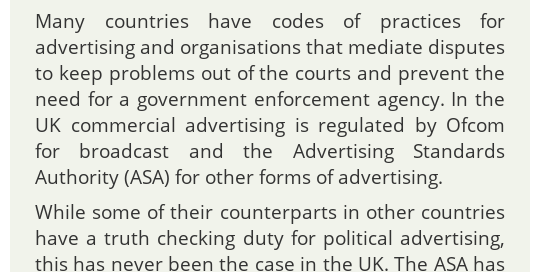 Many countries have codes of practices for
advertising and organisations that mediate disputes
to keep problems out of the courts and prevent the
need for a government enforcement agency. In the
UK commercial advertising is regulated by Ofcom
for broadcast and the Advertising Standards
Authority (ASA) for other forms of advertising.
While some of their counterparts in other countries
have a truth checking duty for political advertising,
this has never been the case in the UK. The ASA has